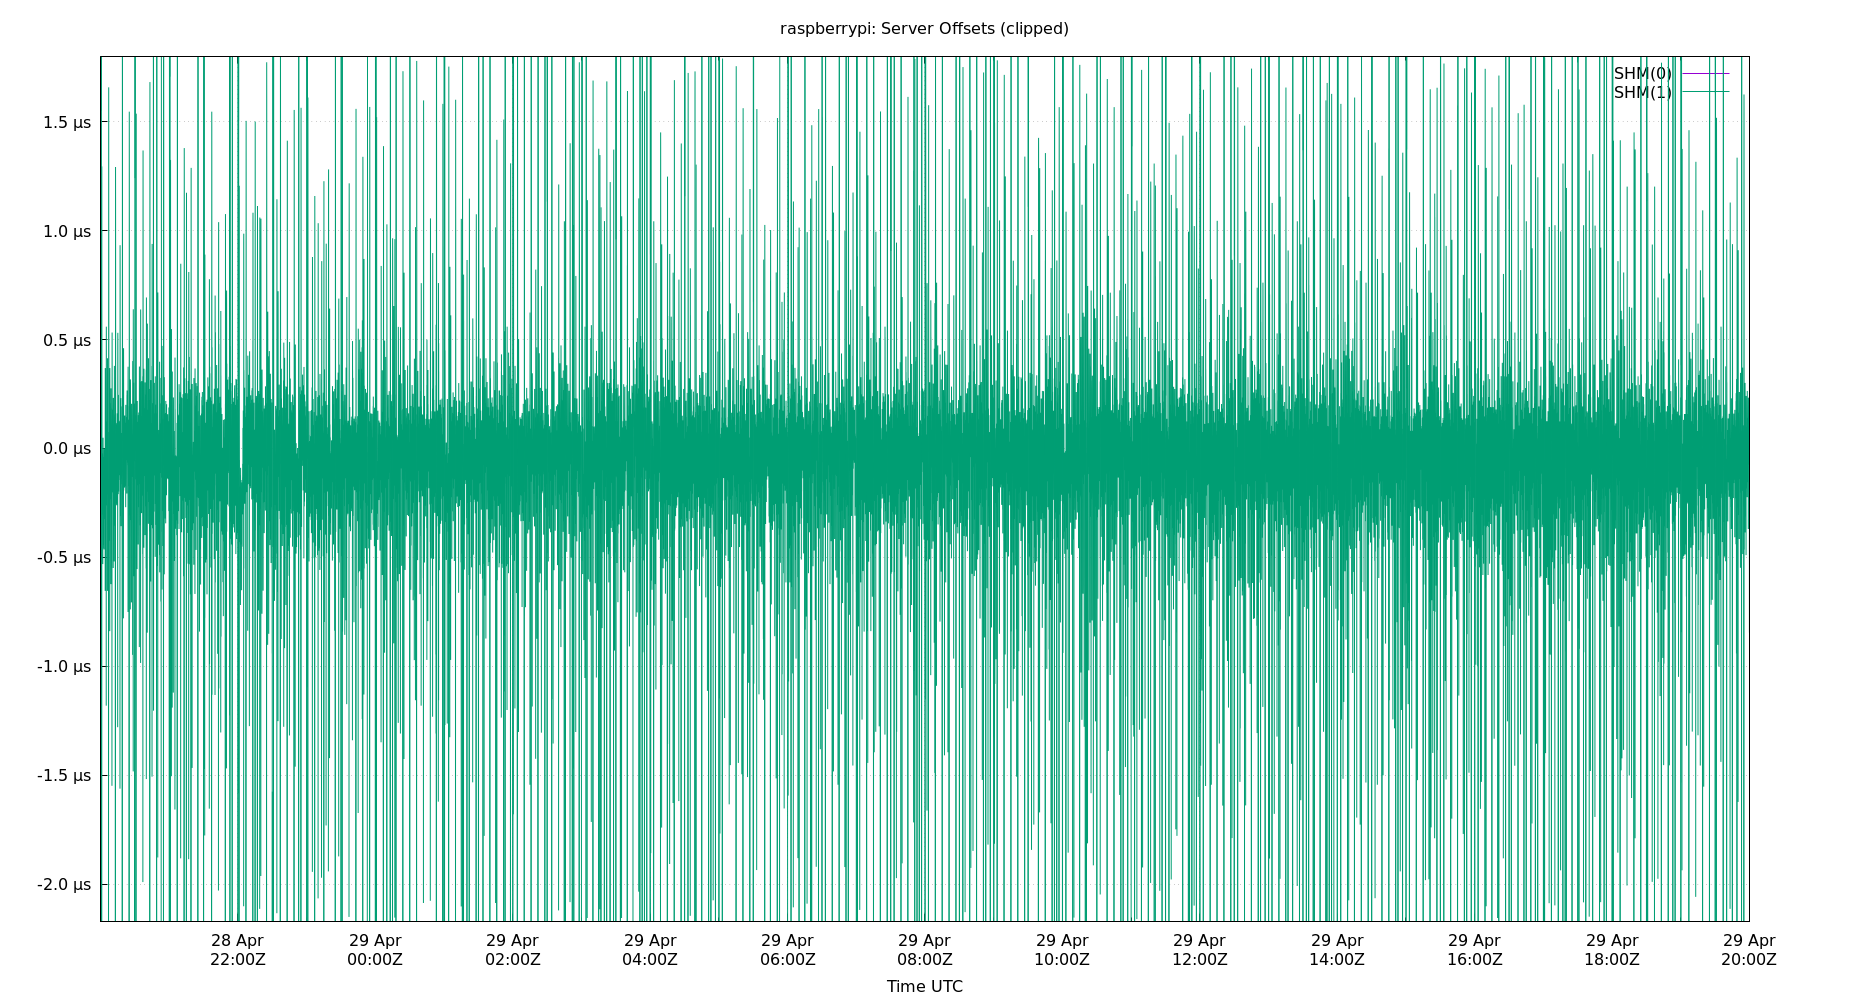 raspberrypi: Server Offsets (clipped)
SHM(0)
SHM(1)
1.5 µs
1.0 µs
0.5 µs
0.0 µs
-0.5 µs
-1.0 µs
-1.5 µs
-2.0 µs
28 Apr 29 Apr 29 Apr 29 Apr 29 Apr 29 Apr 29 Apr 29 Apr 29 Apr 29 Apr 29 Apr 29 Apr
22:00Z 00:00Z 02:00Z 04:00Z 06:00Z 08:00Z 10:00Z 12:00Z 14:00Z 16:00Z 18:00Z 20:00Z
Time UTC